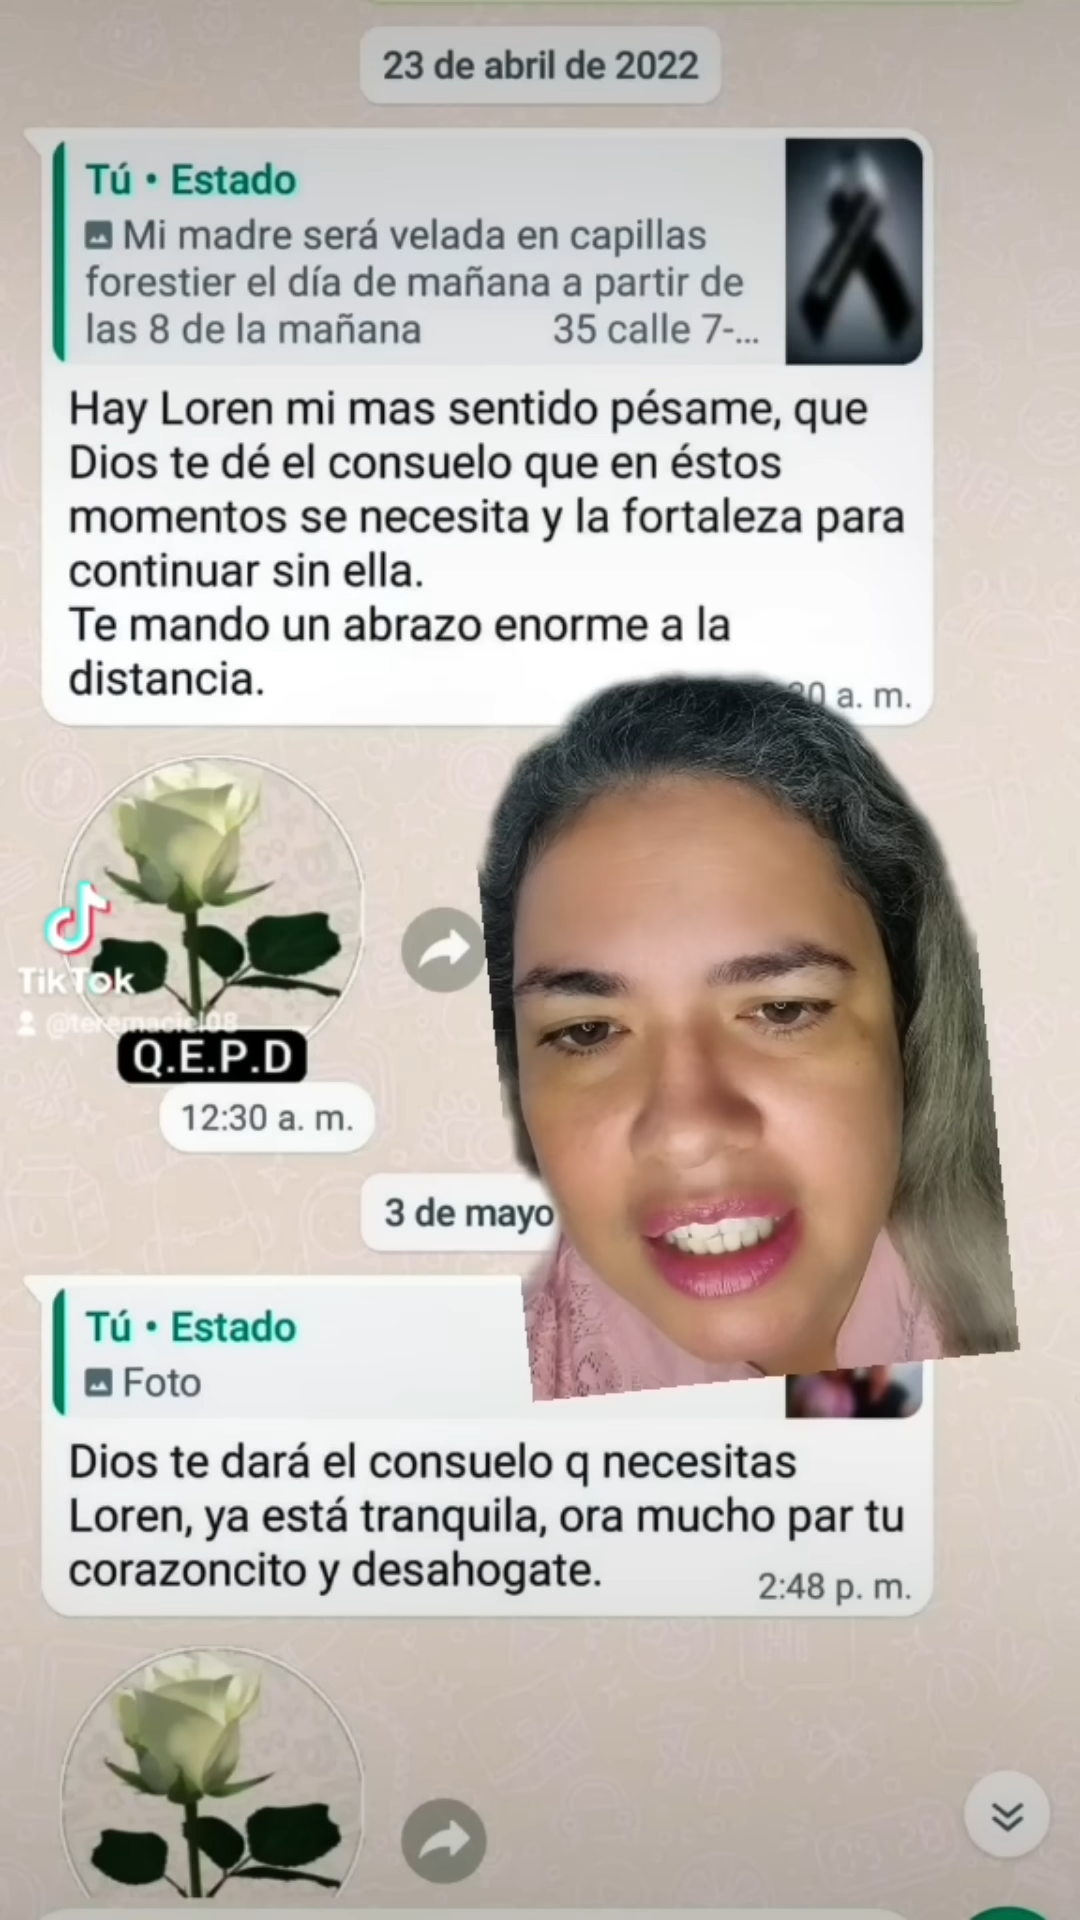 23 de abril de 2022
Tú • Estado
Mi madre será velada en capillas
forestier el día de mañana a partir de
las 8 de la mañana 35 calle 7-...
Hay Loren mi mas sentido pésame, que
Dios te dé el consuelo que en éstos
momentos se necesita y la fortaleza para
continuar sin ella.
Te mando un abrazo enorme a la
distancia.
a. m.
TikTok
@teremaciel08
Q.E.P.D
12:30 a. m.
3 de mayo
Tú • Estado
Foto
Dios te dará el consuelo q necesitas
Loren, ya está tranquila, ora mucho par tu
corazoncito y desahogate.
2:48 p. m.